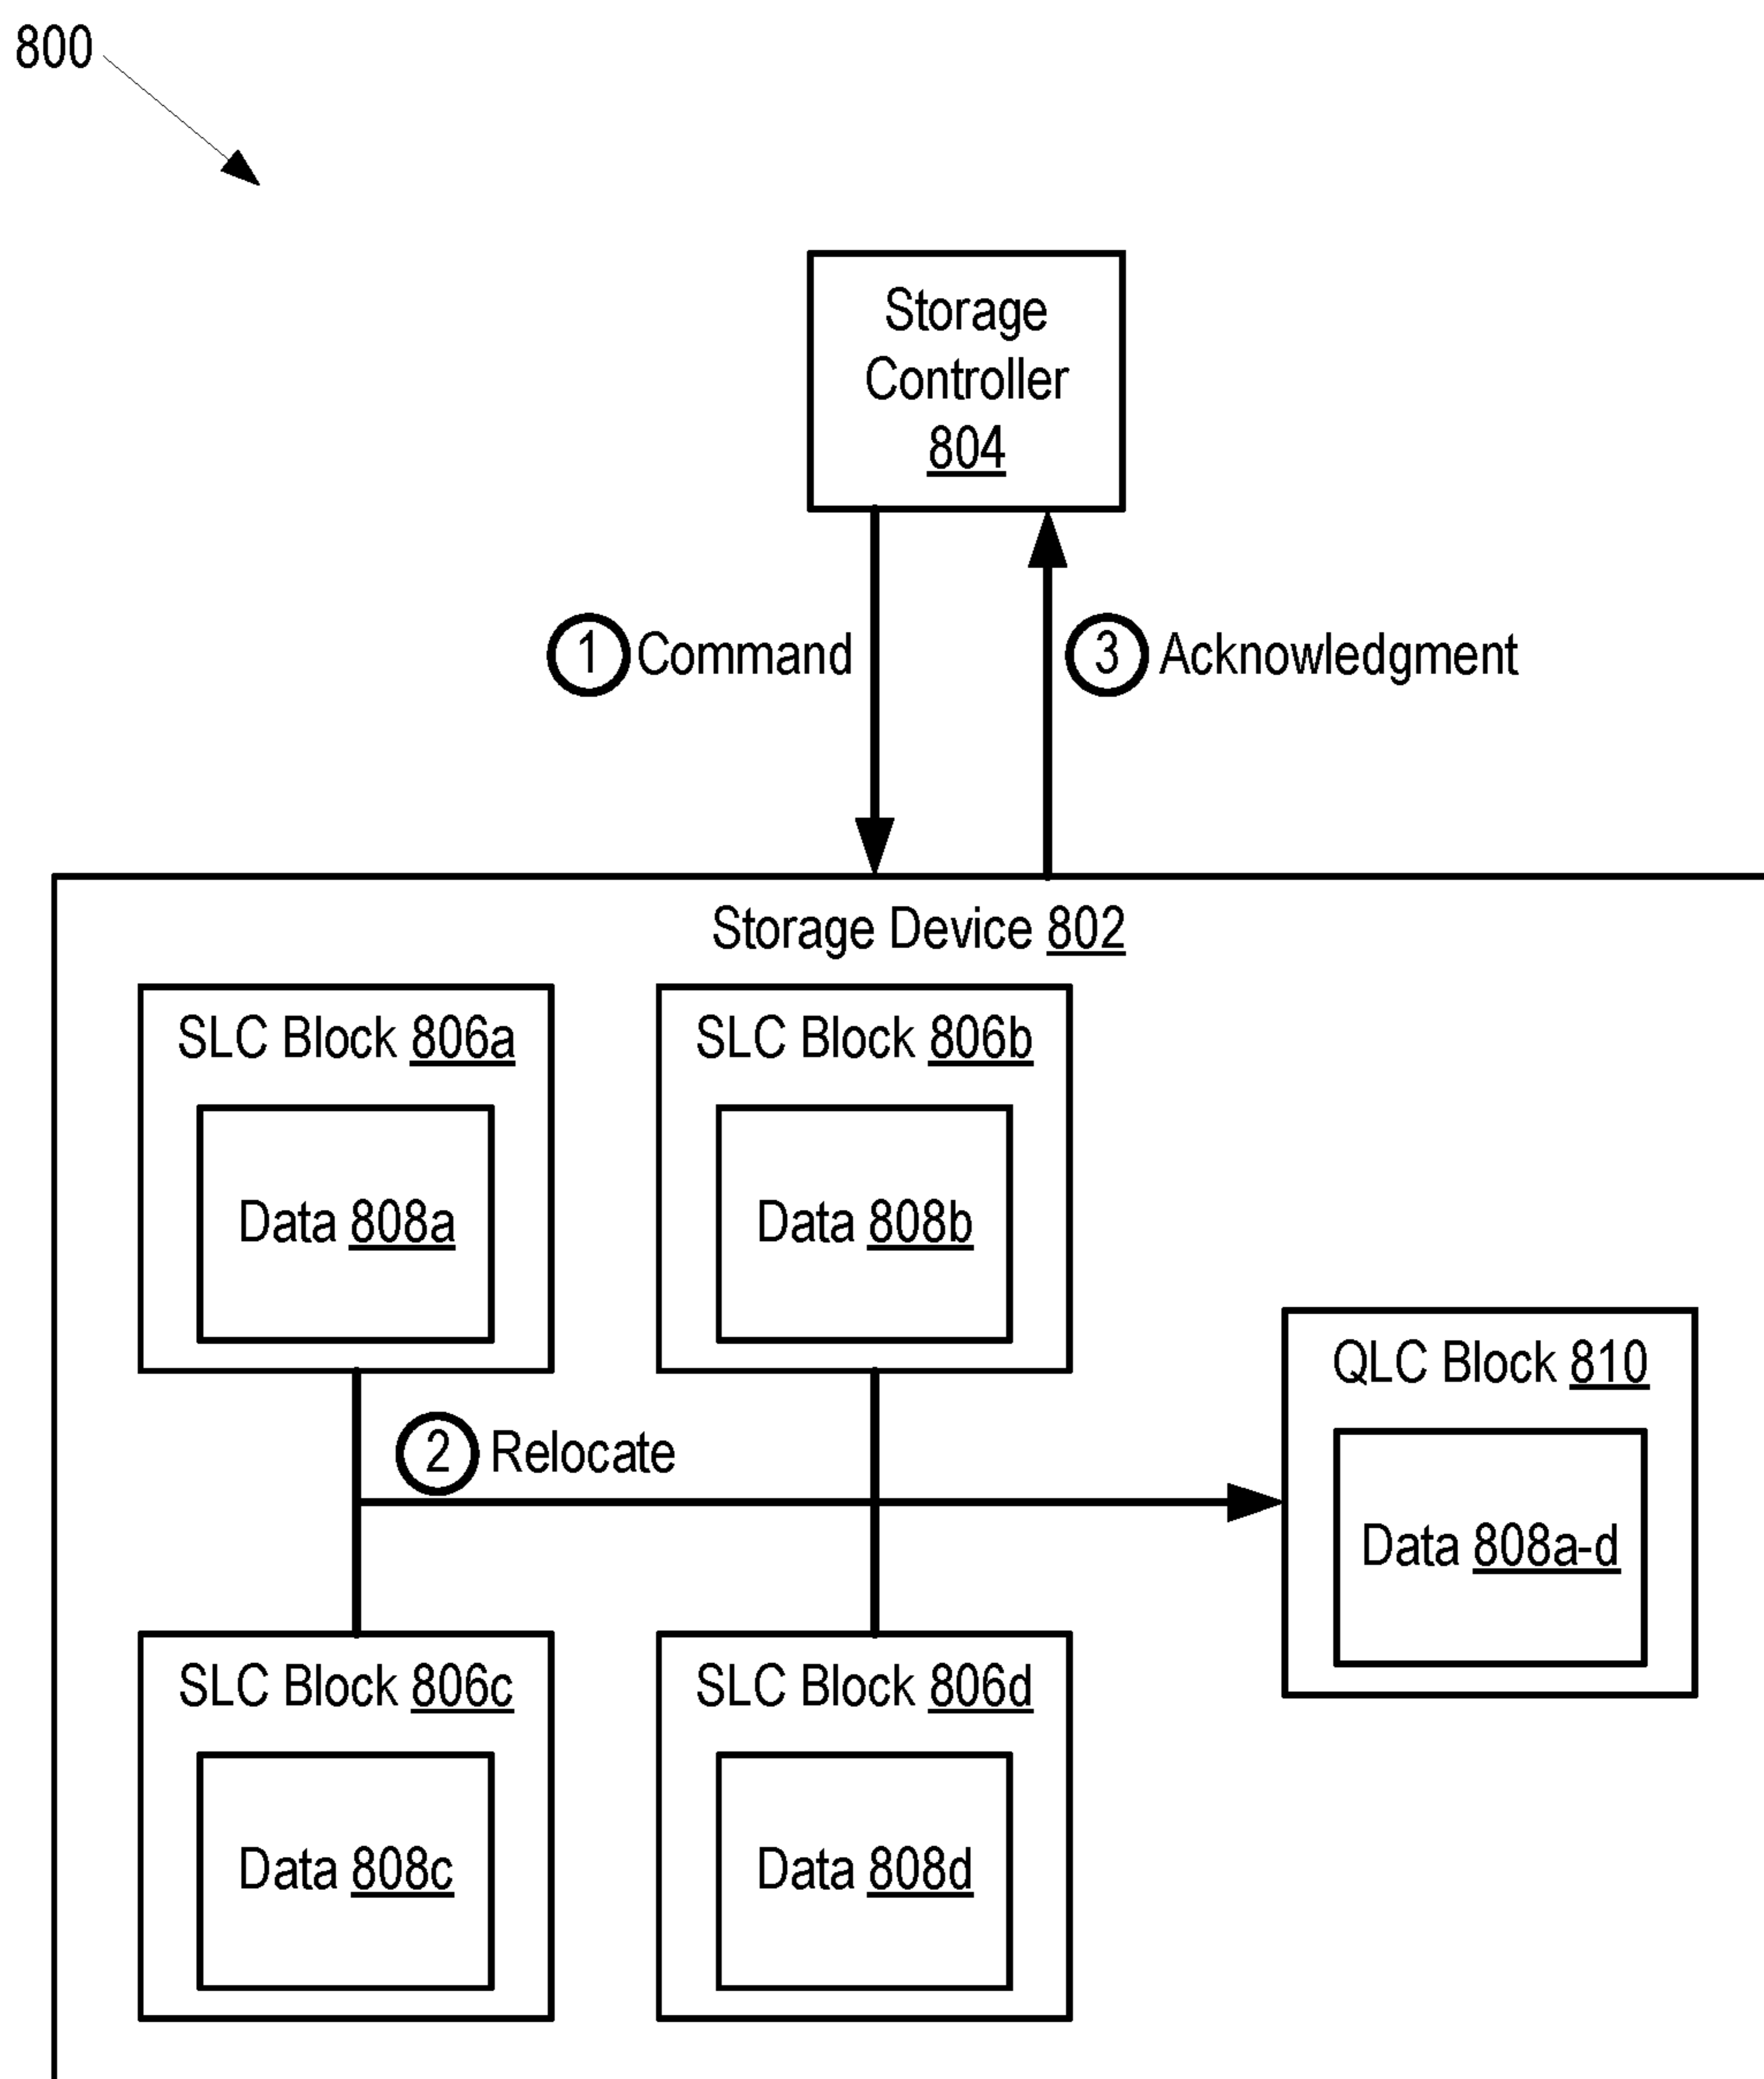 800
Storage
Controller
804
1 Command
3 Acknowledgment
Storage Device 802
SLC Block 806a
SLC Block 806b
Data 808a
Data 808b
QLC Block 810
2 Relocate
Data 808a-d
SLC Block 806c
SLC Block 806d
Data 808c
Data 808d